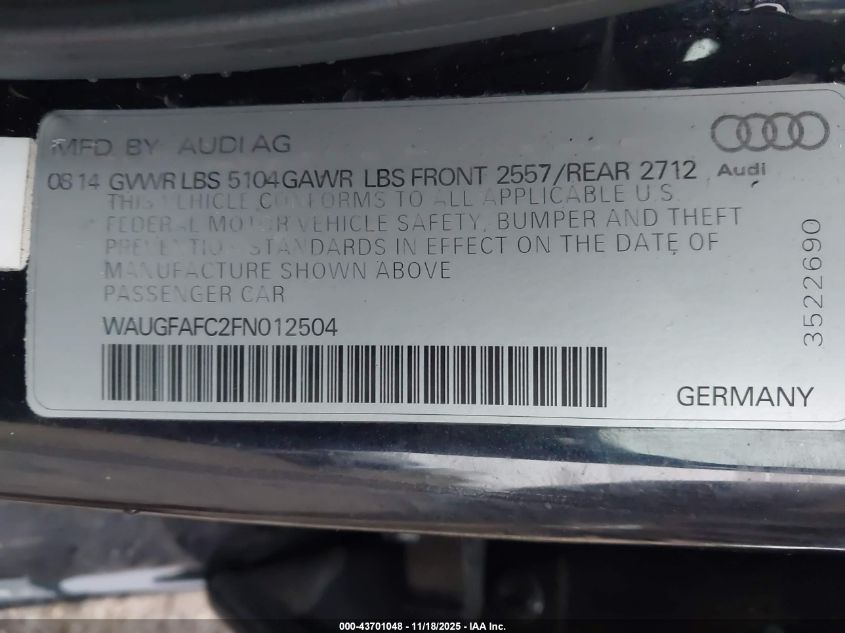 MFD. BY AUDI AG
08 14 GVWR LBS 5104 GAWR LBS FRONT 2557/REAR 2712
Audi
THIS VEHICLE CONFORMS TO ALL APPLICABLE U.S.
FEDERAL MOTOR VEHICLE SAFETY, BUMPER AND THEFT
PREVENTION STANDARDS IN EFFECT ON THE DATE OF
MANUFACTURE SHOWN ABOVE
PASSENGER CAR
WAUGFAFC2FN012504
GERMANY
3522690
000-43701048 - 11/18/2025 - IAA Inc.